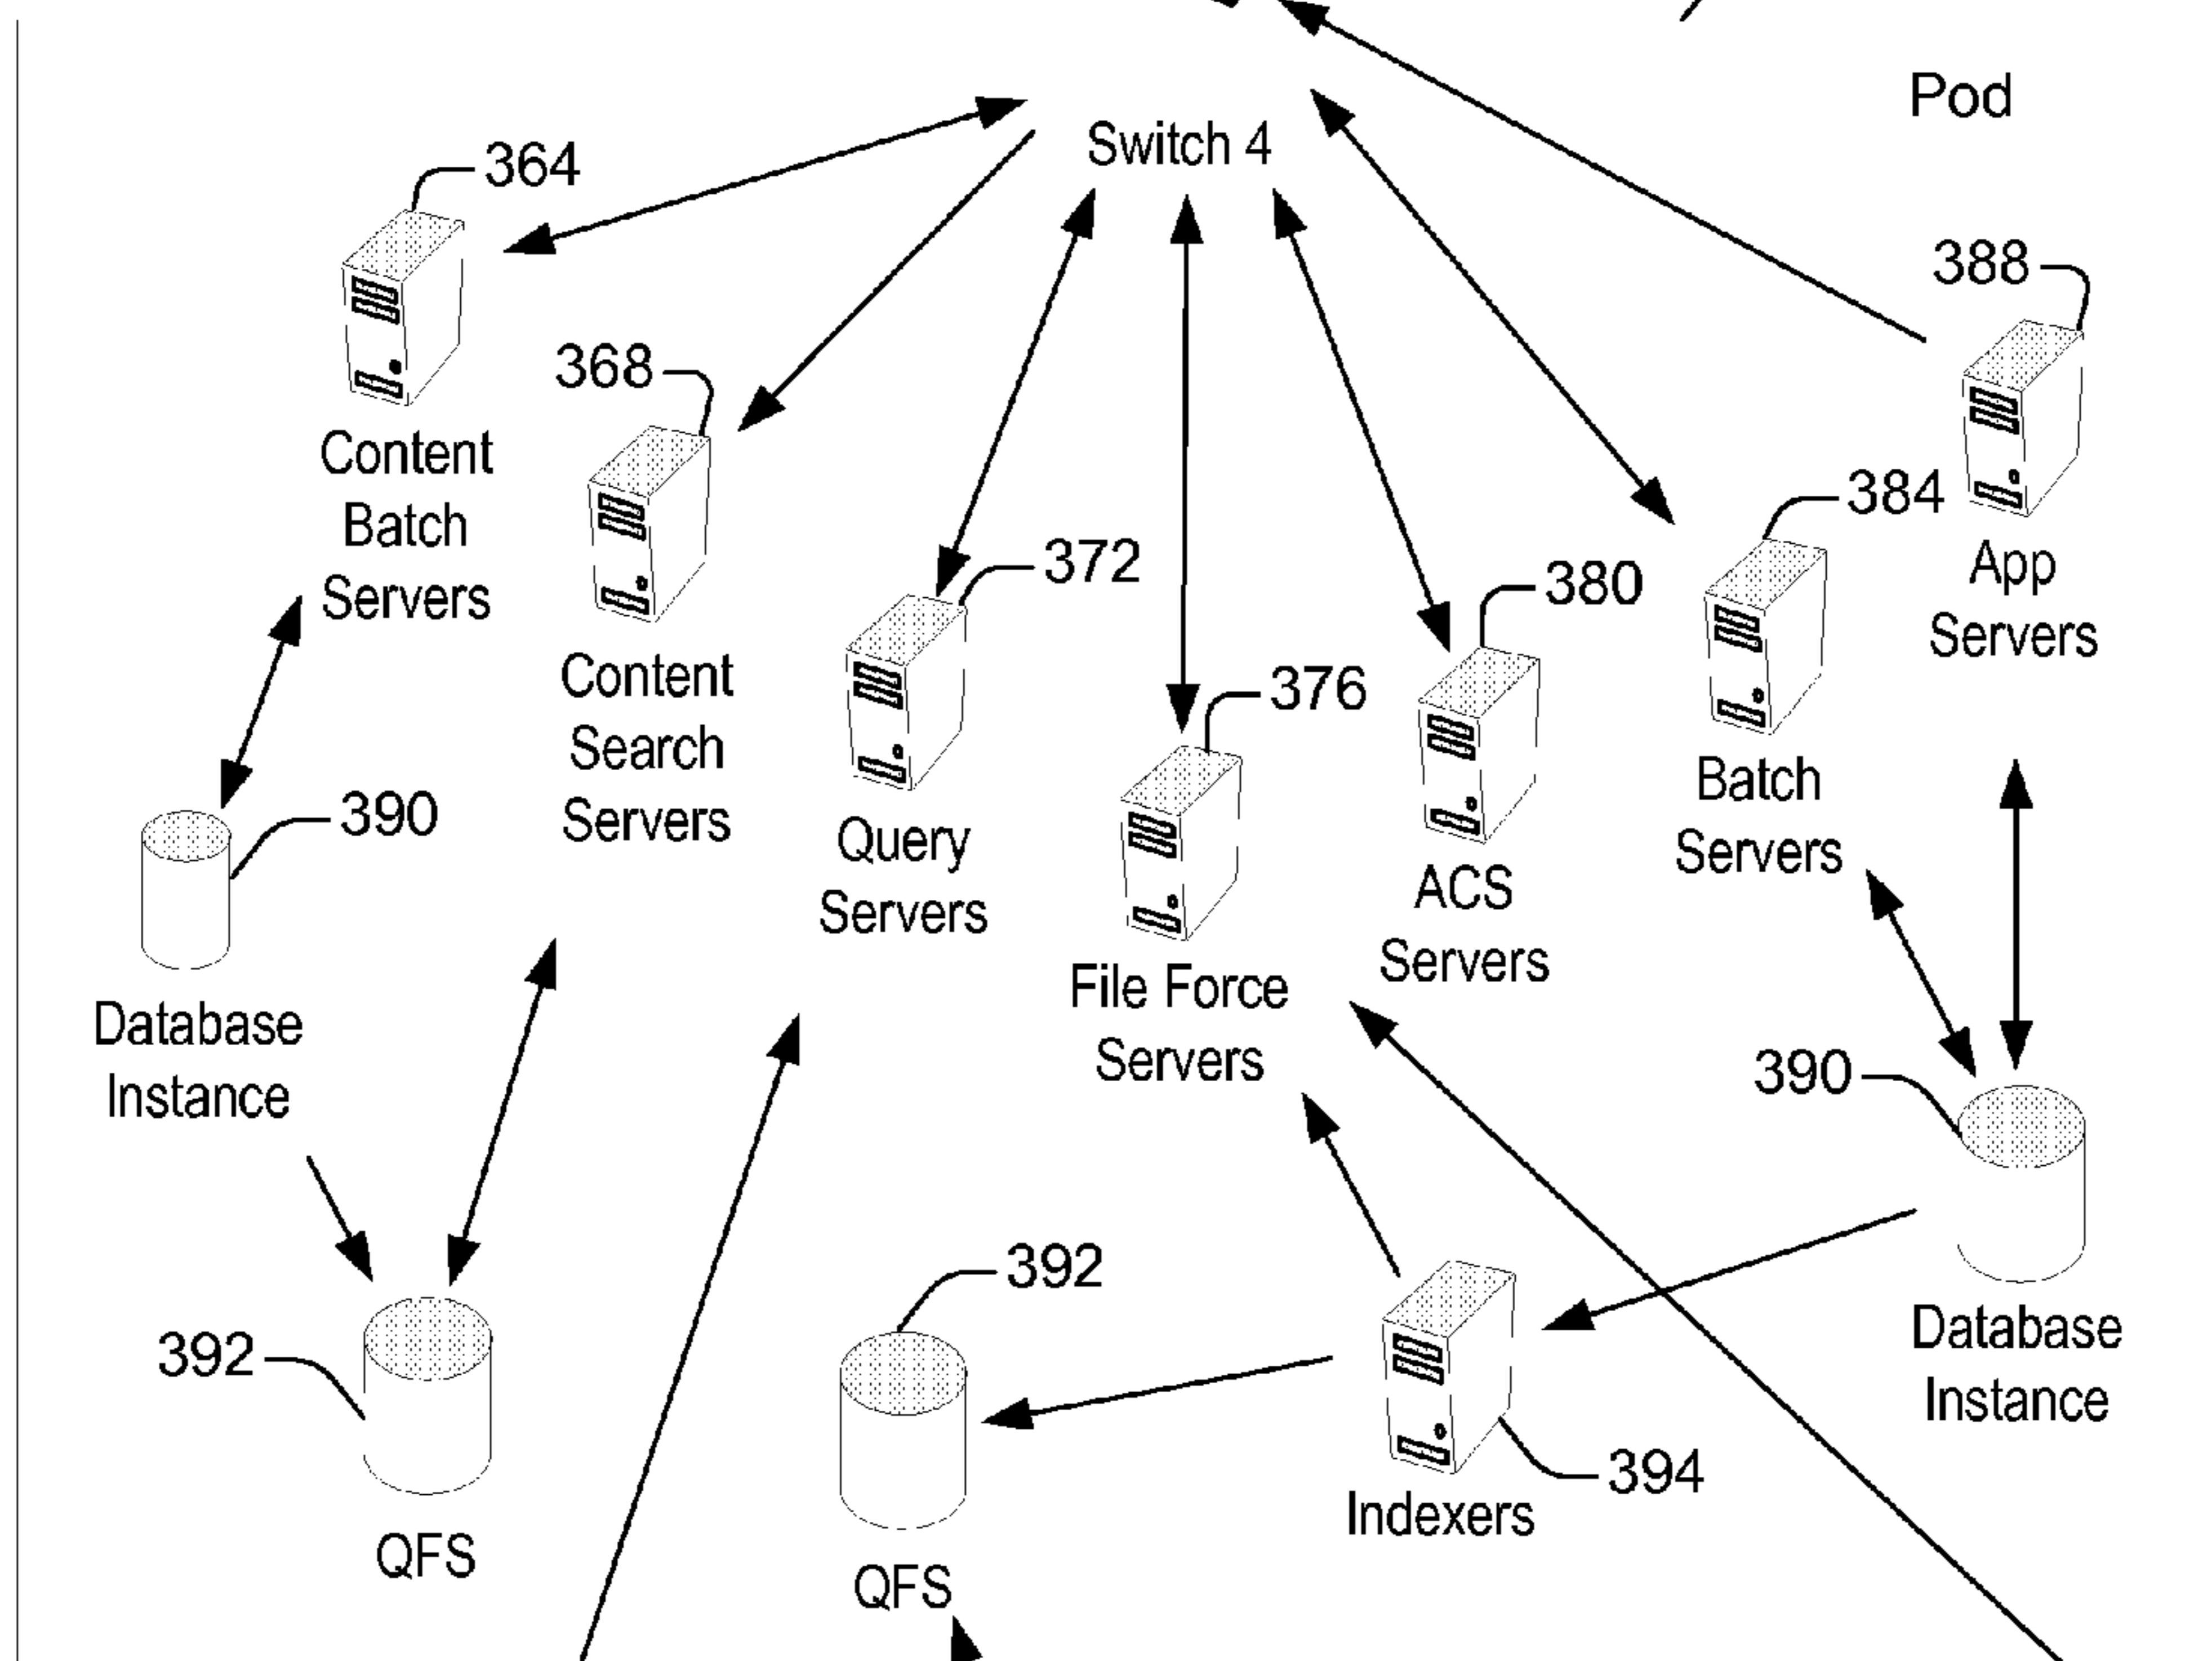 Pod
Switch 4
364
388
368
Content
Batch
Servers
384
372
380
App
Servers
Content
Search
Servers
376
390
Batch
Servers
Query
Servers
ACS
Servers
File Force
Servers
Database
Instance
390
392
392
Database
Instance
394
Indexers
QFS
QFS